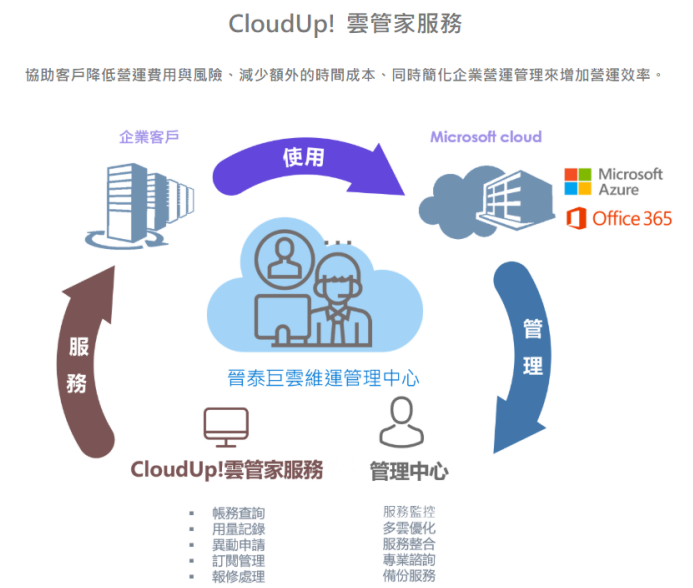 CloudUp! 雲管家服務
協助客戶降低營運費用與風險、減少額外的時間成本、同時簡化企業營運管理來增加營運效率。
企業客戶
使用
Microsoft cloud
Microsoft
Azure
Office 365
服務
管理
晉泰巨雲維運管理中心
CloudUp!雲管家服務
管理中心
▪ 帳務查詢
▪ 用量記錄
▪ 異動申請
▪ 訂閱管理
▪ 報修處理
服務監控
多雲優化
服務整合
專業諮詢
備份服務